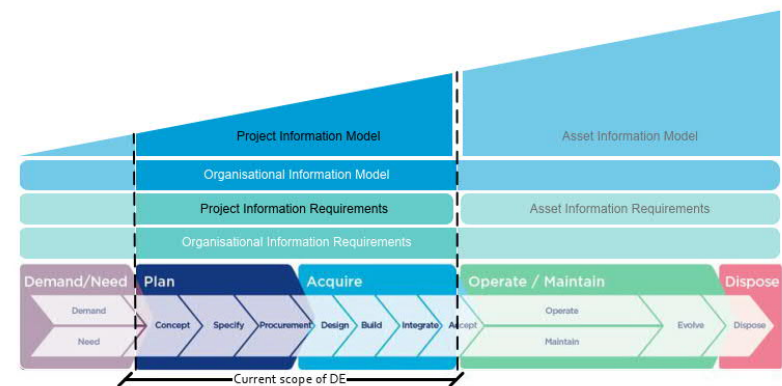 Project Information Model
Asset Information Model
Organisational Information Model
Project Information Requirements
Asset Information Requirements
Organisational Information Requirements
Demand/Need
Plan
Acquire
Operate / Maintain
Dispose
Demand
Need
Concept
Specify
Procurement
Design
Build
Integrate
Accept
Operate
Maintain
Evolve
Dispose
Current scope of DE